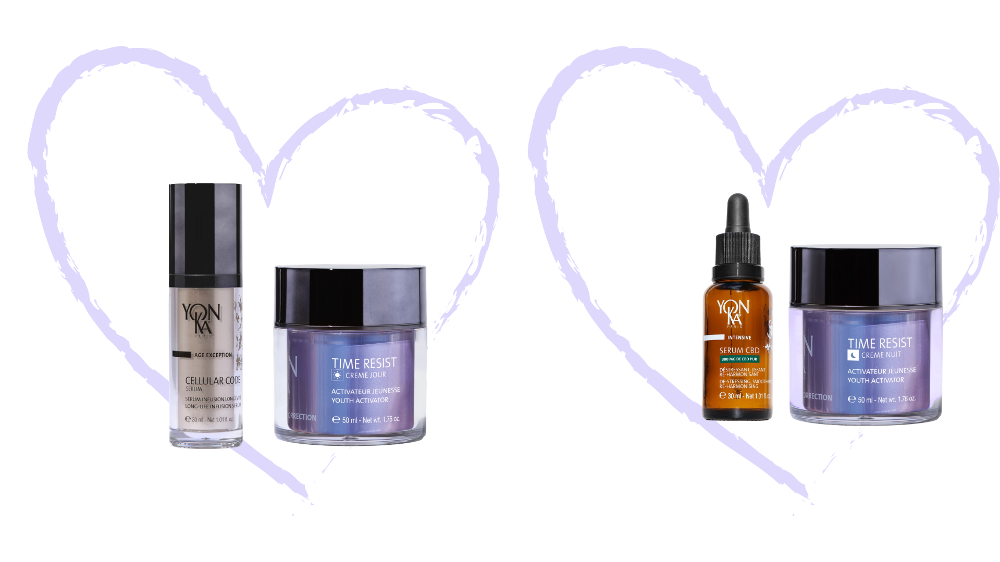 YON
KA®
PARIS
AGE EXCEPTION
CELLULAR CODE
SERUM
SÉRUM INFUSION LONGÉVITÉ
LONG-LIFE INFUSION SERUM
℮ 30 ml - Net 1.01 fl. oz.
TIME RESIST
CREME JOUR
ACTIVATEUR JEUNESSE
YOUTH ACTIVATOR
℮ 50 ml - Net wt. 1.75 oz.
YON
KA®
PARIS
INTENSIVE
SERUM CBD
300 MG DE CBD PUR
DÉSTRESSANT, LISSANT
RÉ-HARMONISANT
DE-STRESSING, SMOOTHING
RE-HARMONISING
℮ 30 ml - Net 1.01 fl. oz.
TIME RESIST
CREME NUIT
ACTIVATEUR JEUNESSE
YOUTH ACTIVATOR
℮ 50 ml - Net wt. 1.76 oz.